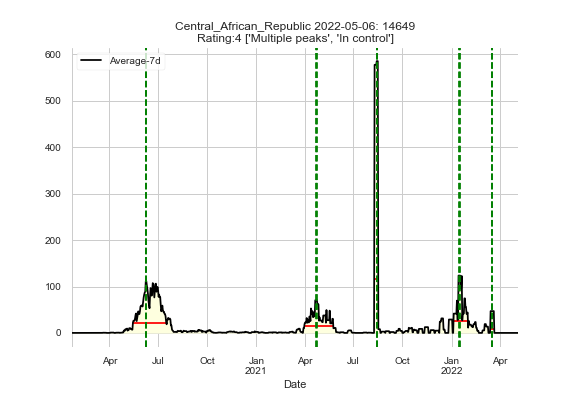 Central_African_Republic 2022-05-06: 14649
Rating:4 ['Multiple peaks', 'In control']
Average-7d
600
500
400
300
200
100
0
Apr Jul Oct Jan Apr Jul Oct Jan Apr
2021 2022
Date